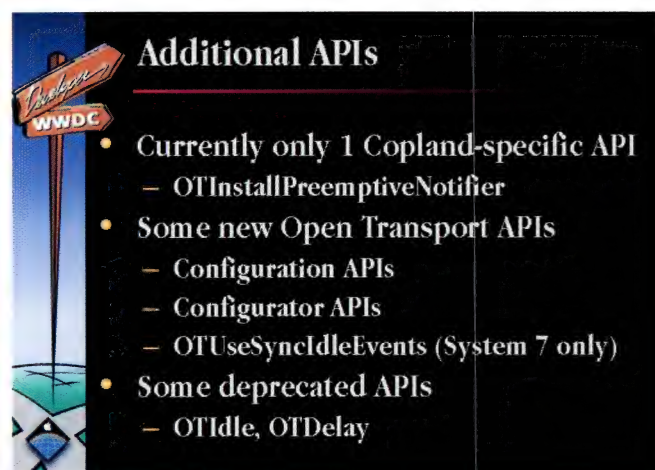 Additional APIs
Developer
WWDC
• Currently only 1 Copland-specific API
– OTInstallPreemptiveNotifier
• Some new Open Transport APIs
– Configuration APIs
– Configurator APIs
– OTUseSyncIdleEvents (System 7 only)
• Some deprecated APIs
– OTIdle, OTDelay